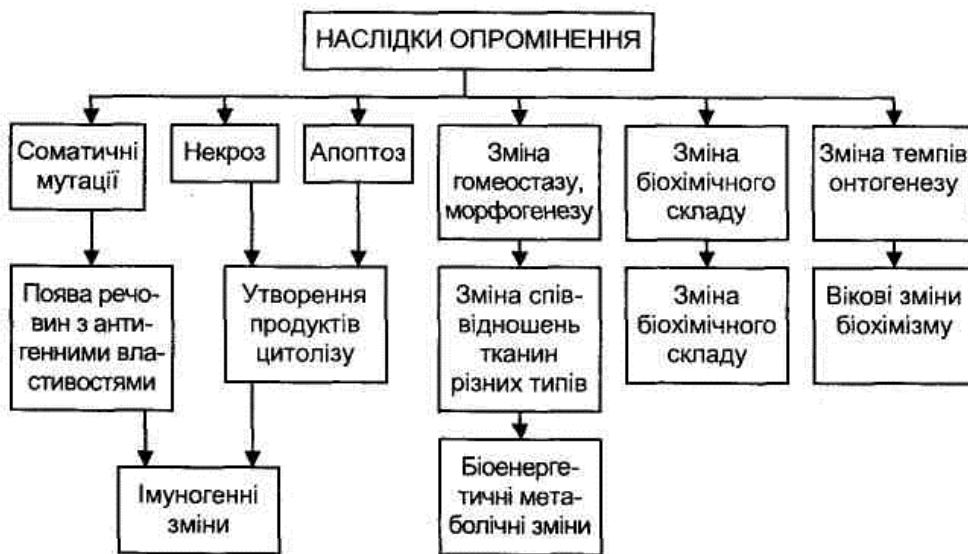 НАСЛІДКИ ОПРОМІНЕННЯ
Соматичні
мутації
Некроз
Апоптоз
Зміна
гомеостазу,
морфогенезу
Зміна
біохімічного
складу
Зміна темпів
онтогенезу
Поява речо-
вин з анти-
генними вла-
стивостями
Утворення
продуктів
цитолізу
Зміна спів-
відношень
тканин
різних типів
Зміна
біохімічного
складу
Вікові зміни
біохімізму
Імуногенні
зміни
Біоенерге-
тичні мета-
болічні зміни